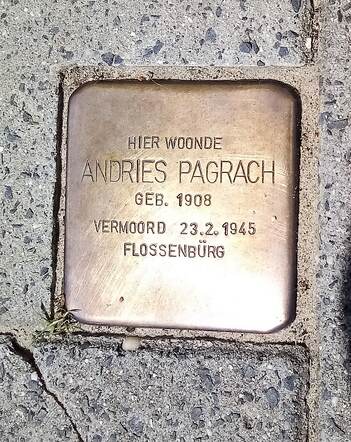 HIER WOONDE
ANDRIES PAGRACH
GEB. 1908
VERMOORD 23.2.1945
FLOSSENBÜRG